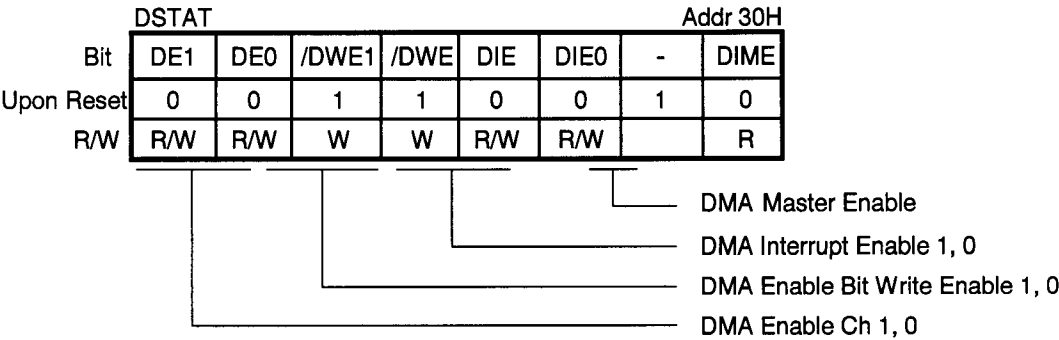 DSTAT Addr 30H
Bit DE1 DE0 /DWE1 /DWE DIE DIE0 - DIME
Upon Reset 0 0 1 1 0 0 1 0
R/W R/W R/W W W R/W R/W R
DMA Master Enable
DMA Interrupt Enable 1, 0
DMA Enable Bit Write Enable 1, 0
DMA Enable Ch 1, 0